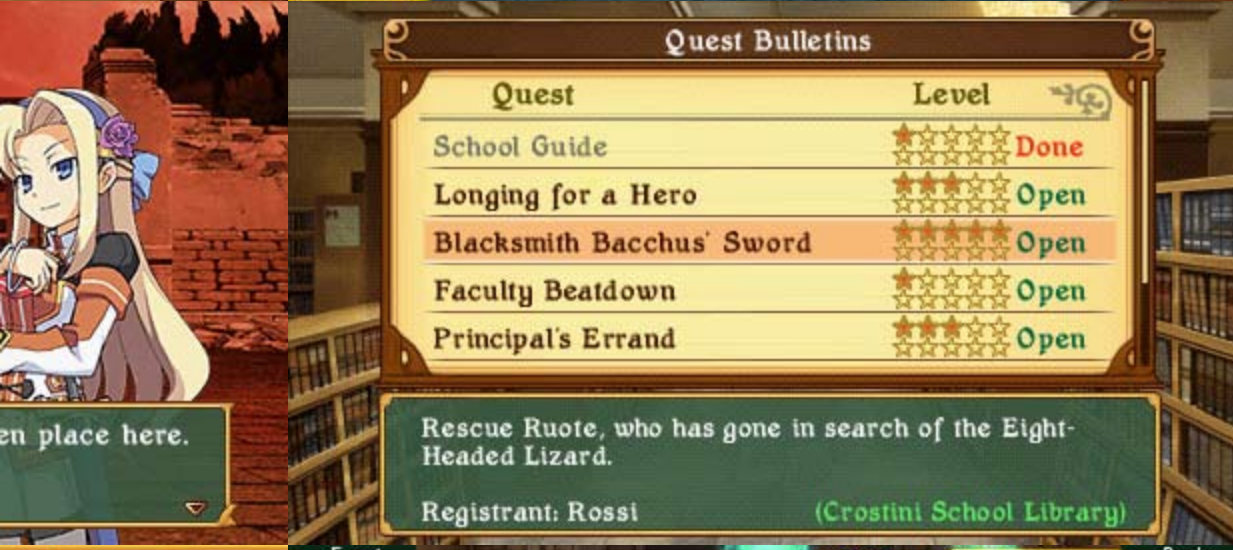 en place here.
Quest Bulletins
Quest Level
School Guide Done
Longing for a Hero Open
Blacksmith Bacchus' Sword Open
Faculty Beatdown Open
Principal's Errand Open
Rescue Ruote, who has gone in search of the Eight-
Headed Lizard.
Registrant: Rossi (Crostini School Library)